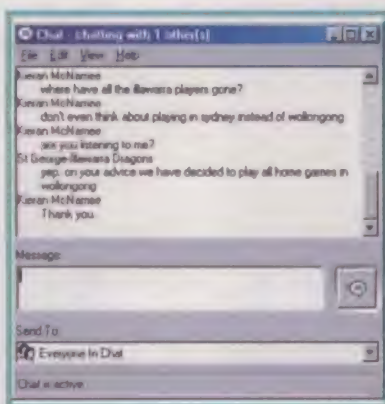 Chat - chatting with 1 other(s)
File Edit View Help
Kieran McNamee
where have all the illawarra players gone?
Kieran McNamee
don't even think about playing in sydney instead of wollongong
Kieran McNamee
are you listening to me?
St George-Illawarra Dragons
yep, on your advice we have decided to play all home games in
wollongong
Kieran McNamee
Thank you.
Message:
Send To:
Everyone In Chat
Chat is active